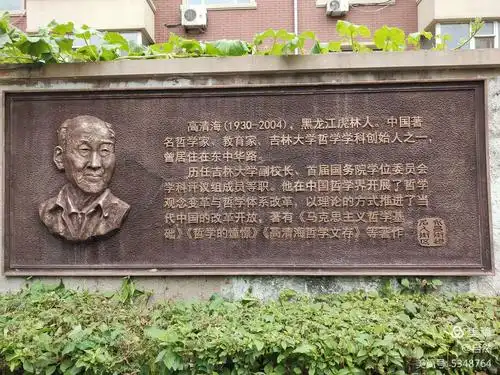 高清海(1930-2004)，黑龙江虎林人。中国著
名哲学家、教育家、吉林大学哲学学科创始人之一，
曾居住在东中华路。
历任吉林大学副校长、首届国务院学位委员会
学科评议组成员等职。他在中国哲学界开展了哲学
观念变革与哲学体系改革，以理论的方式推进了当
代中国的改革开放，著有《马克思主义哲学基
础》《哲学的憧憬》《高清海哲学文存》等著作。
名人街区
5348764